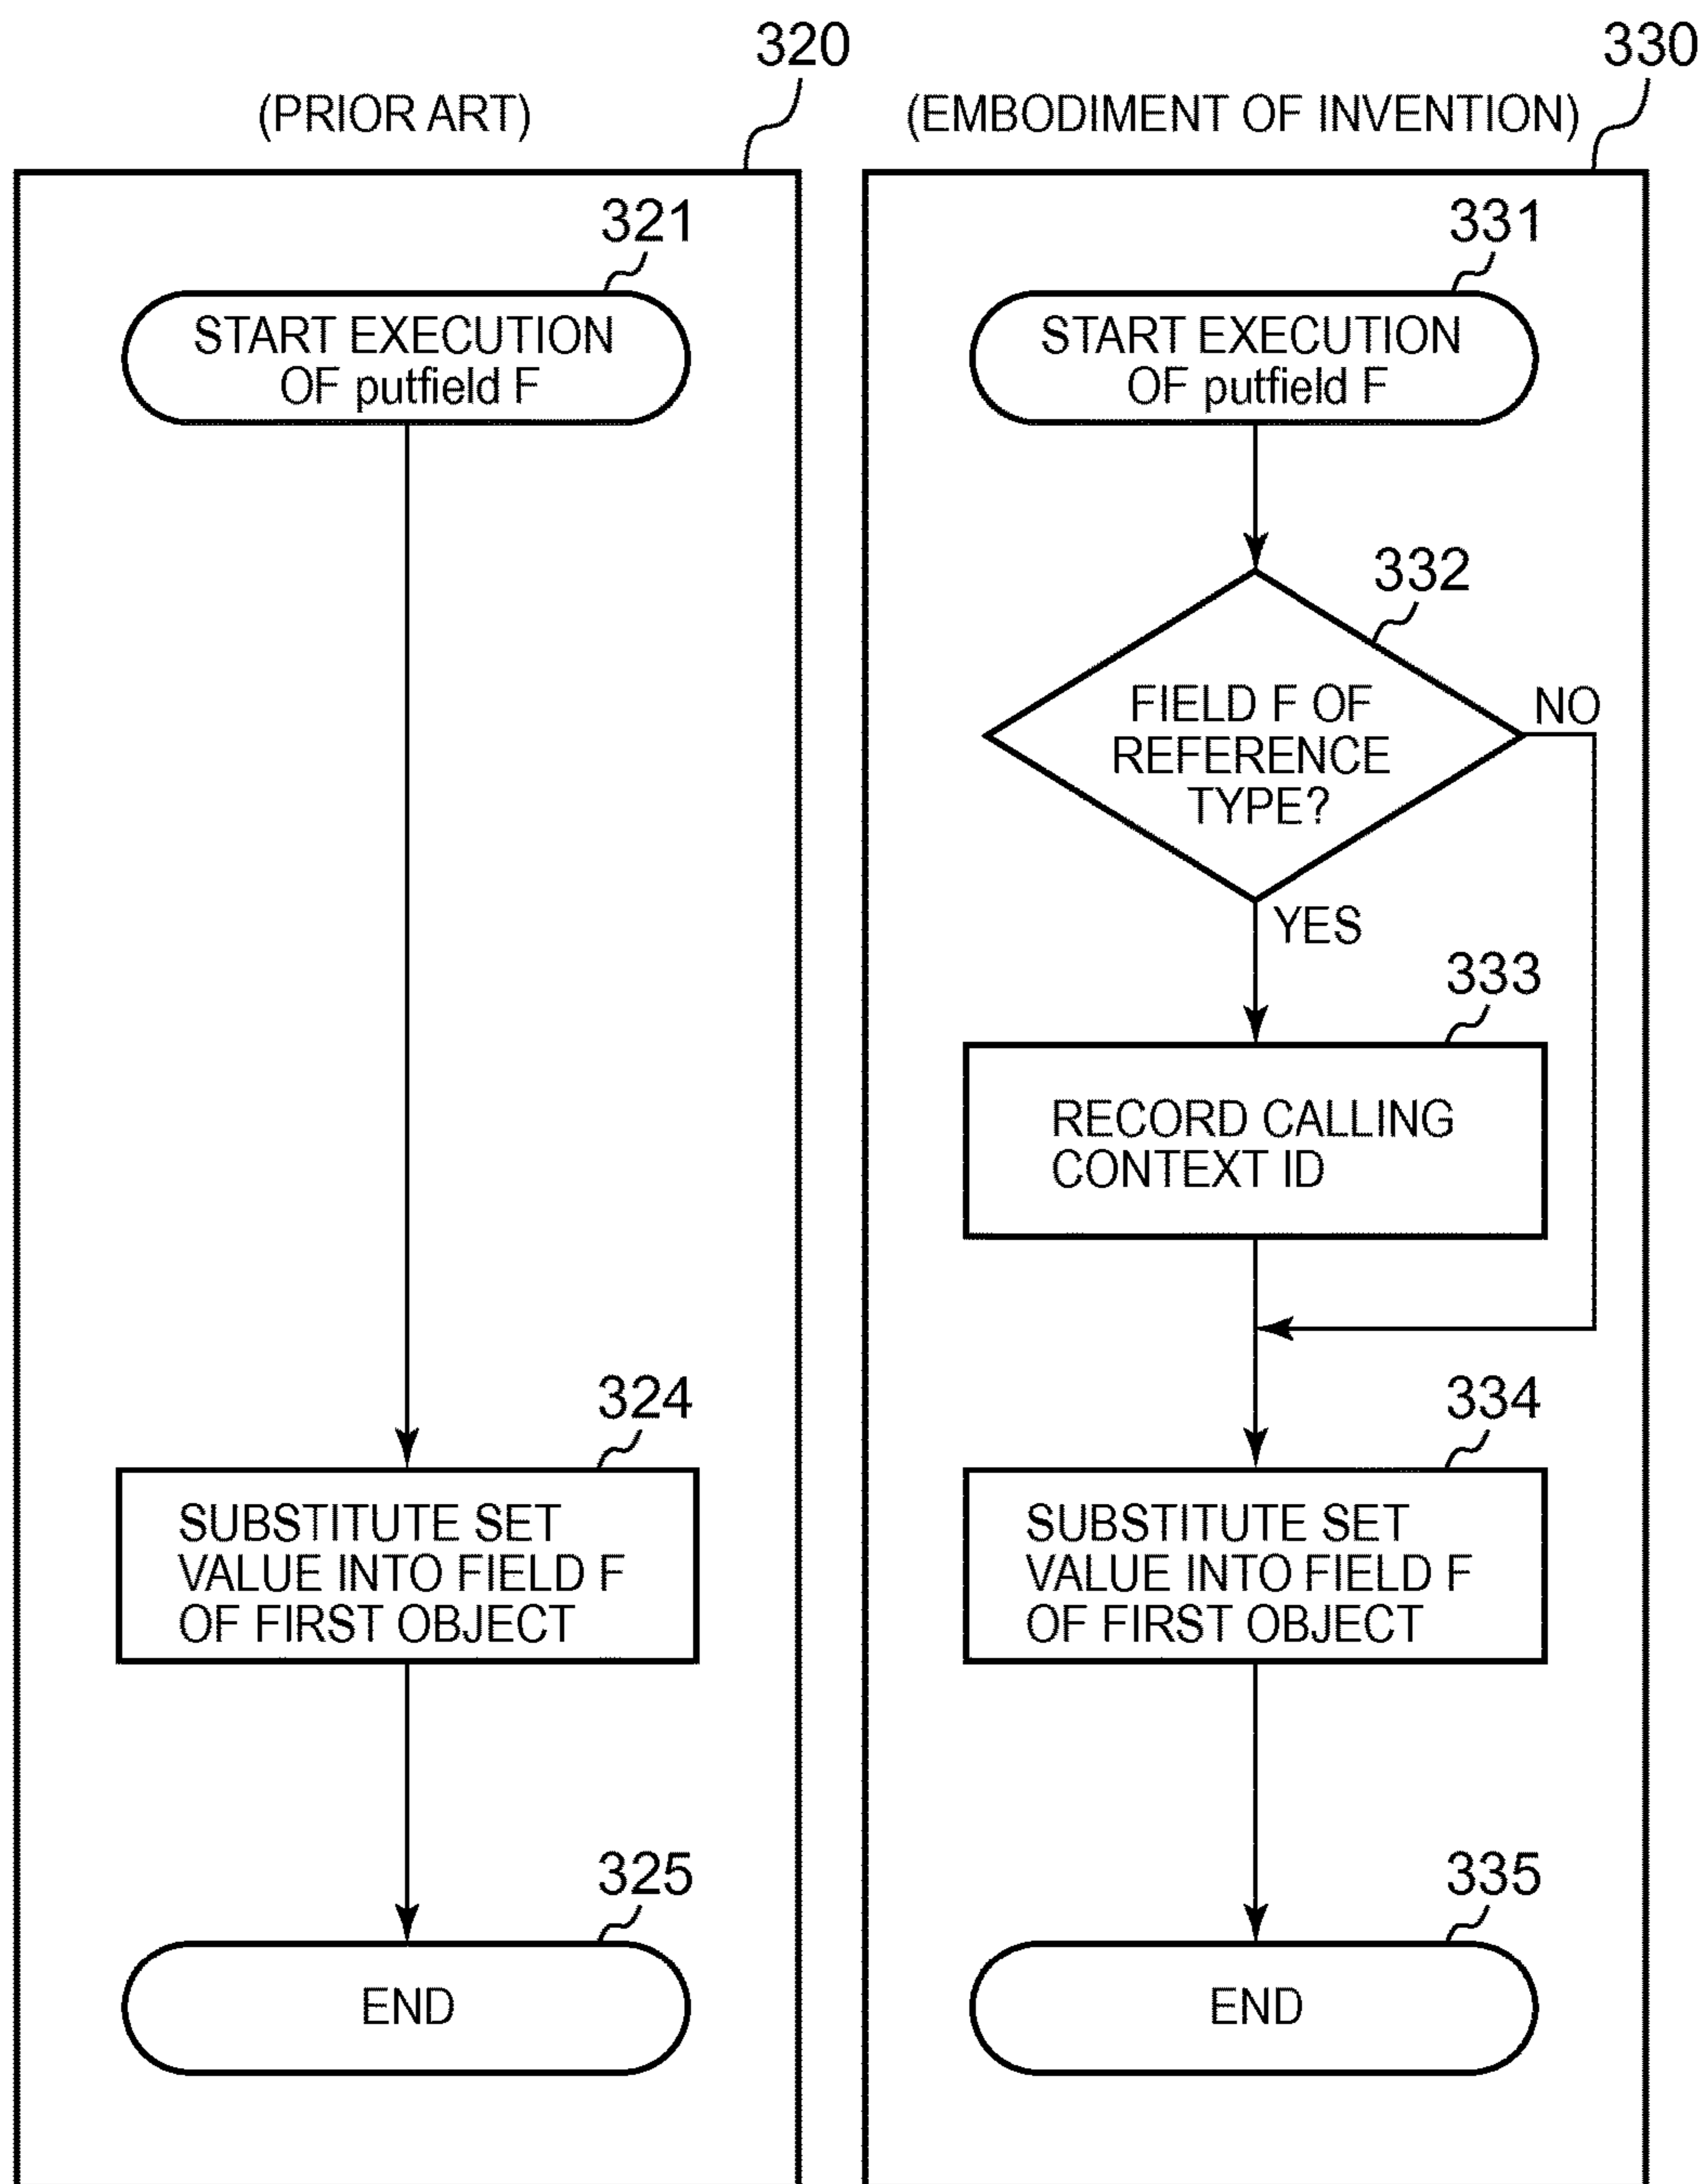 320
(PRIOR ART)
321
START EXECUTION
OF putfield F
324
SUBSTITUTE SET
VALUE INTO FIELD F
OF FIRST OBJECT
325
END
330
(EMBODIMENT OF INVENTION)
331
START EXECUTION
OF putfield F
332
FIELD F OF
REFERENCE
TYPE?
NO
YES
333
RECORD CALLING
CONTEXT ID
334
SUBSTITUTE SET
VALUE INTO FIELD F
OF FIRST OBJECT
335
END